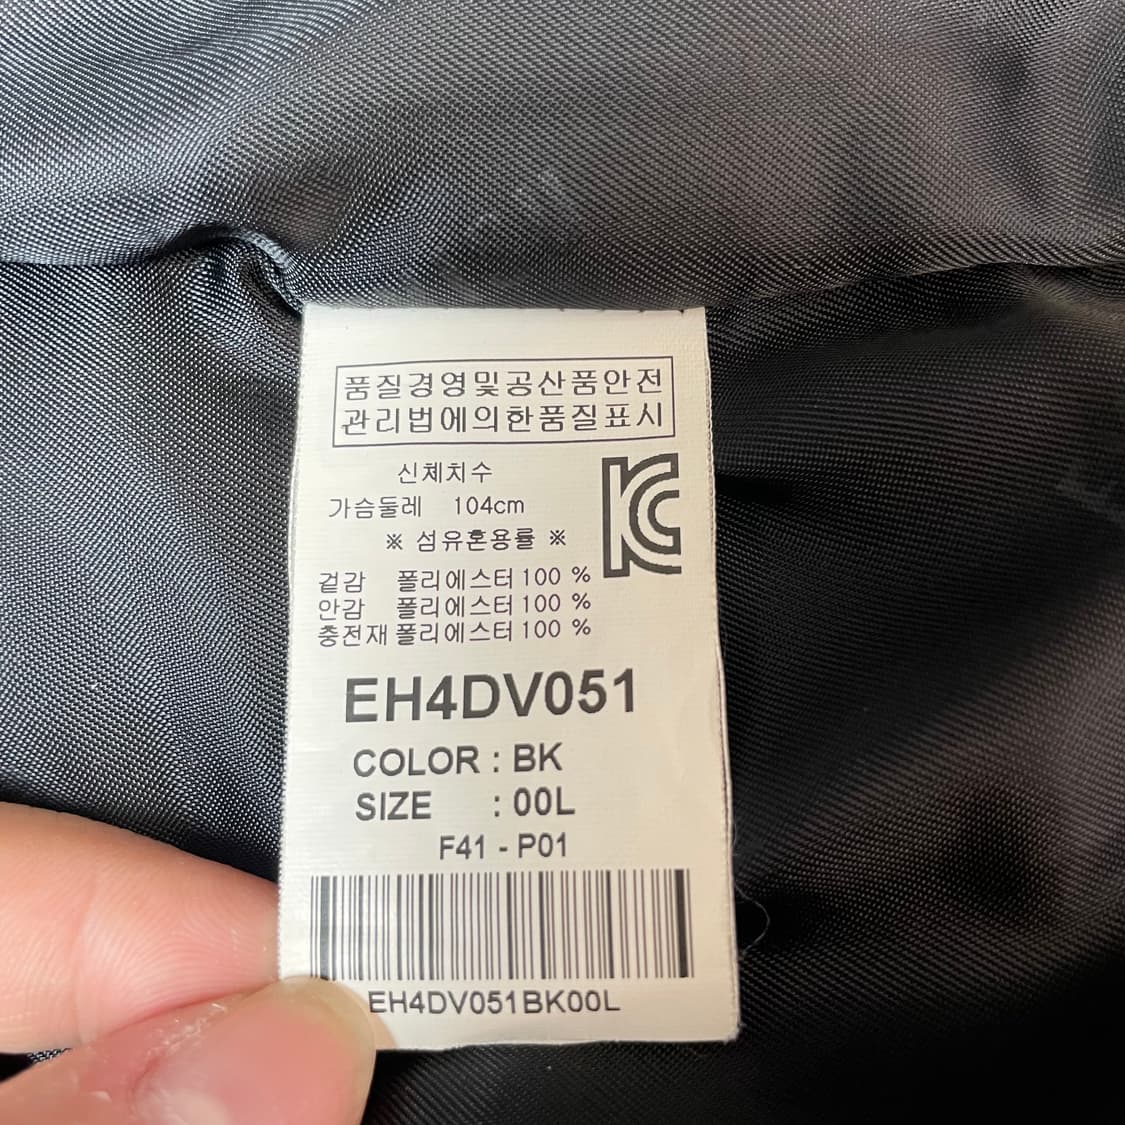 품질경영및공산품안전
관리법에의한품질표시
신체치수
가슴둘레 104cm
※ 섬유혼용률 ※
겉감 폴리에스터 100 %
안감 폴리에스터 100 %
충전재 폴리에스터 100 %
KC
EH4DV051
COLOR : BK
SIZE : 00L
F41 - P01
EH4DV051BK00L